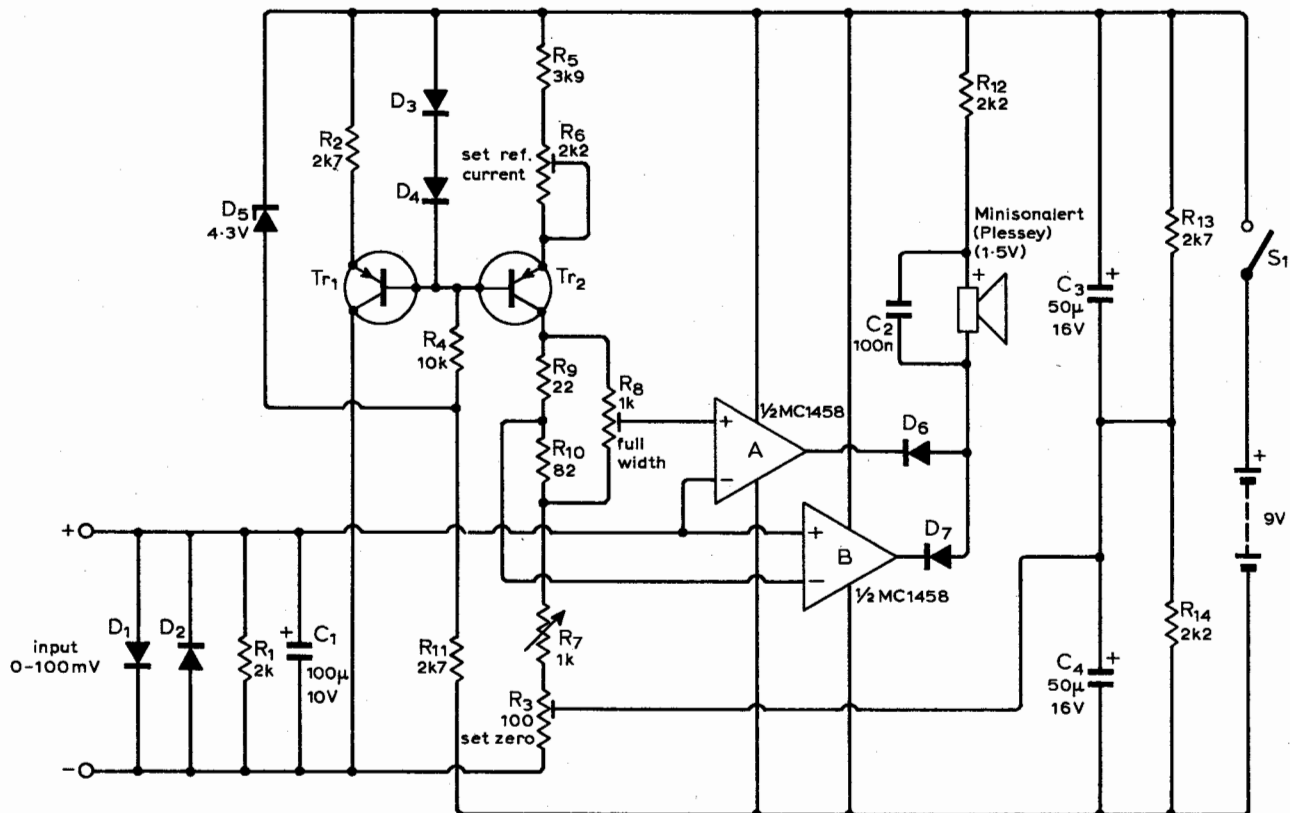 R5
3k9
D3
R12
2k2
R2
2k7
R6
2k2
set ref.
current
D4
D5
4·3V
Minisonalert
(Plessey)
(1·5V)
+
R13
2k7
S1
Tr1
Tr2
C3
50μ
16V
+
C2
100n
R4
10k
R9
22
R8
1k
full
width
½MC1458
+
A
−
D6
R10
82
+
9V
+
+
B
−
D7
½MC1458
input
0-100mV
D1
D2
R1
2k
+
C1
100μ
10V
R11
2k7
R7
1k
R14
2k2
C4
50μ
16V
+
R3
100
set zero
−